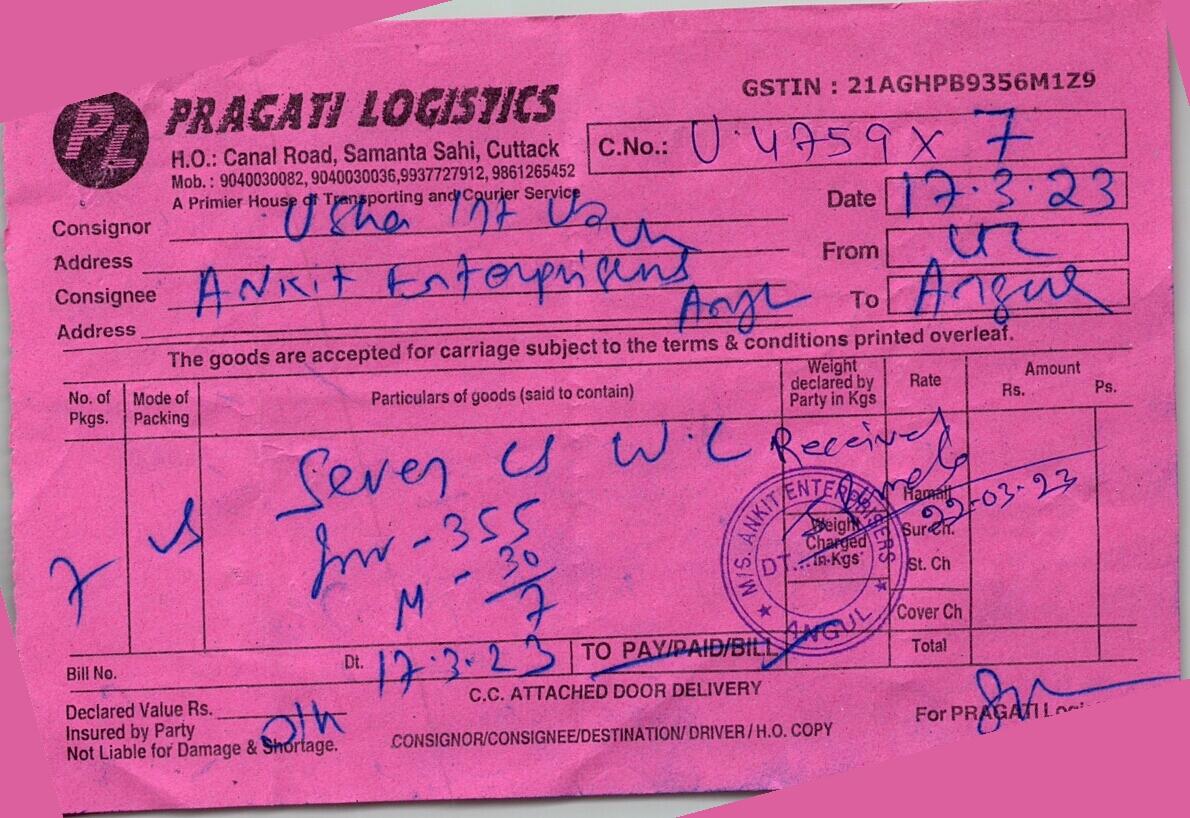 PL
PRAGATI LOGISTICS
GSTIN : 21AGHPB9356M1Z9
H.O.: Canal Road, Samanta Sahi, Cuttack
Mob. : 9040030082, 9040030036,9937727912, 9861265452
A Primier House of Transporting and Courier Service
C.No.: U-4759 X 7
Date 17.3.23
Consignor Usha Int
Address
From
Consignee Ankit Enterprisens
To Angul
Address Angul
The goods are accepted for carriage subject to the terms & conditions printed overleaf.
No. of Pkgs.
Mode of Packing
Particulars of goods (said to contain)
Weight declared by Party in Kgs
Rate
Amount
Rs. Ps.
7
Seven Cs W.C
Inv - 355
M - 30/7
Received
22-03-23
M/S. ANKIT ENTERPRISERS
DT....
ANGUL
Weight Charged in Kgs
Hamali
Sur Ch.
St. Ch
Cover Ch
Total
Bill No.
Dt. 17.3.23
TO PAY/PAID/BILL
C.C. ATTACHED DOOR DELIVERY
Declared Value Rs.
Insured by Party
Not Liable for Damage & Shortage.
CONSIGNOR/CONSIGNEE/DESTINATION/ DRIVER / H.O. COPY
For PRAGATI